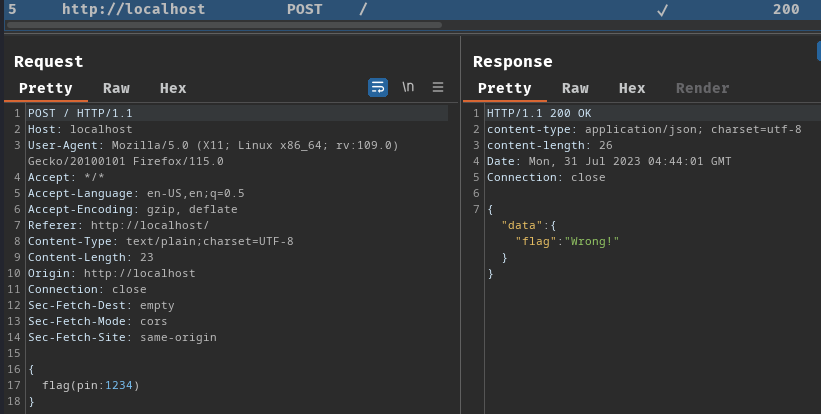 5 http://localhost POST / ✓ 200
Request
Pretty Raw Hex \n
1 POST / HTTP/1.1
2 Host: localhost
3 User-Agent: Mozilla/5.0 (X11; Linux x86_64; rv:109.0)
Gecko/20100101 Firefox/115.0
4 Accept: */*
5 Accept-Language: en-US,en;q=0.5
6 Accept-Encoding: gzip, deflate
7 Referer: http://localhost/
8 Content-Type: text/plain;charset=UTF-8
9 Content-Length: 23
10 Origin: http://localhost
11 Connection: close
12 Sec-Fetch-Dest: empty
13 Sec-Fetch-Mode: cors
14 Sec-Fetch-Site: same-origin
15
16 {
17 flag(pin:1234)
18 }
Response
Pretty Raw Hex Render
1 HTTP/1.1 200 OK
2 content-type: application/json; charset=utf-8
3 content-length: 26
4 Date: Mon, 31 Jul 2023 04:44:01 GMT
5 Connection: close
6
7 {
"data":{
"flag":"Wrong!"
}
}